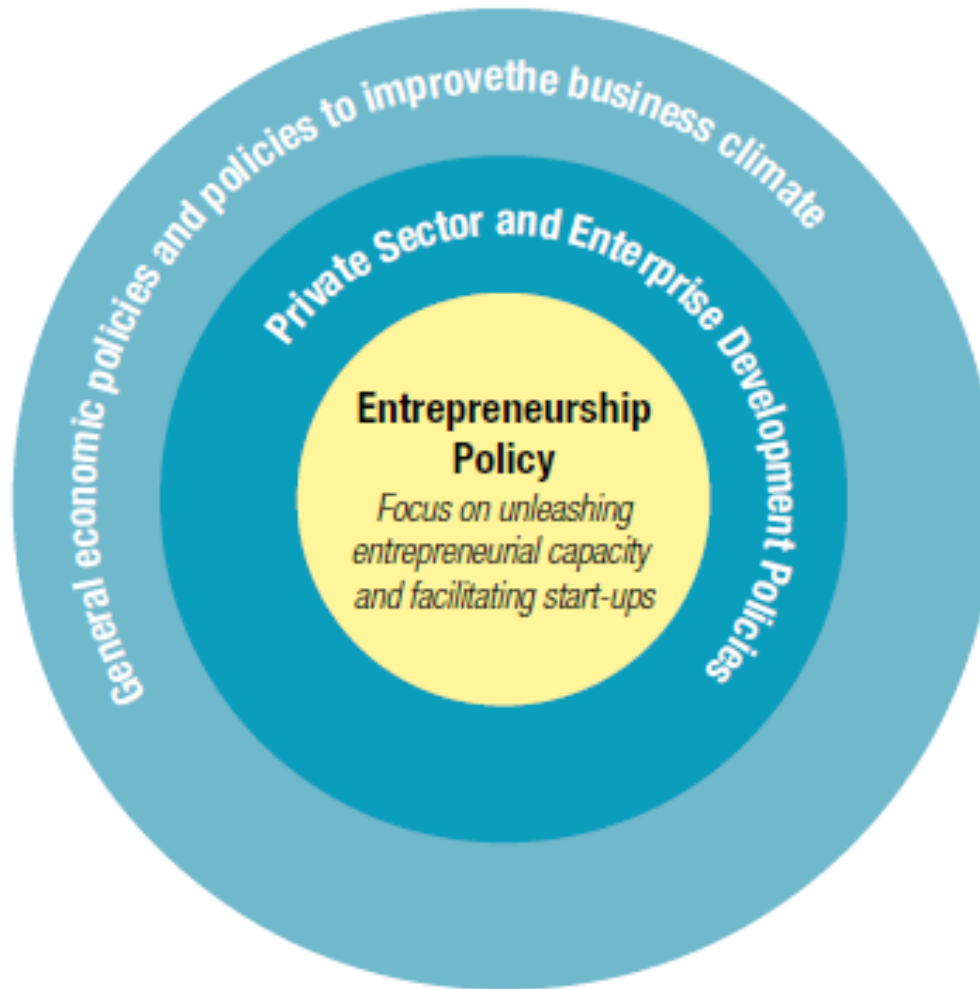 General economic policies and policies to improvethe business climate
Private Sector and Enterprise Development Policies
Entrepreneurship
Policy
Focus on unleashing
entrepreneurial capacity
and facilitating start-ups